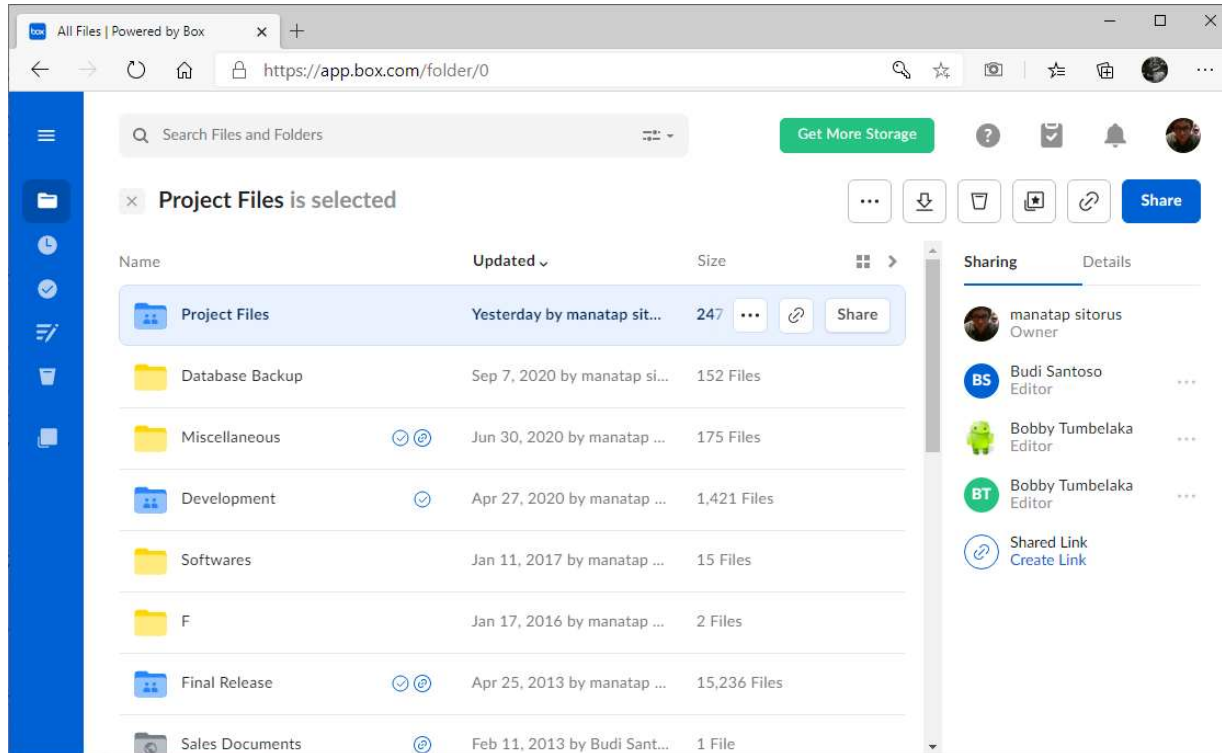 box All Files | Powered by Box
https://app.box.com/folder/0
Search Files and Folders
Get More Storage
Project Files is selected
Share
Name Updated Size
Sharing Details
Project Files Yesterday by manatap sit... 247 Share
Database Backup Sep 7, 2020 by manatap si... 152 Files
Miscellaneous Jun 30, 2020 by manatap ... 175 Files
Development Apr 27, 2020 by manatap ... 1,421 Files
Softwares Jan 11, 2017 by manatap ... 15 Files
F Jan 17, 2016 by manatap ... 2 Files
Final Release Apr 25, 2013 by manatap ... 15,236 Files
Sales Documents Feb 11, 2013 by Budi Sant... 1 File
manatap sitorus
Owner
BS Budi Santoso
Editor
Bobby Tumbelaka
Editor
BT Bobby Tumbelaka
Editor
Shared Link
Create Link